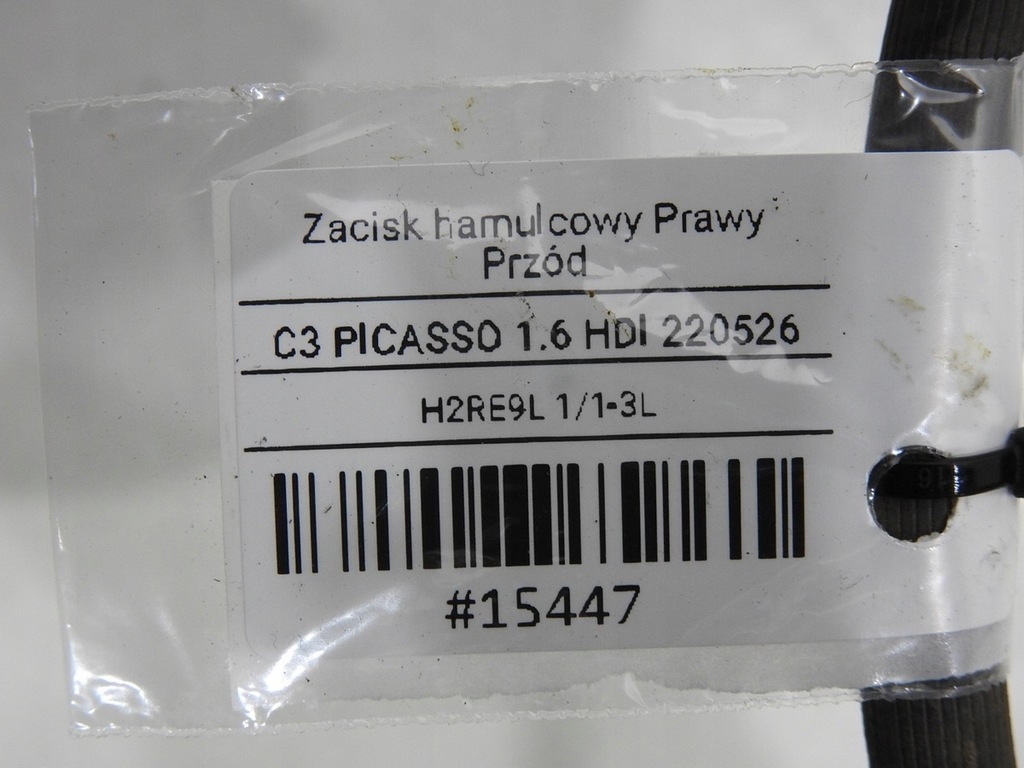 Zacisk hamulcowy Prawy
Przód
C3 PICASSO 1.6 HDI 220526
H2RE9L 1/1-3L
#15447